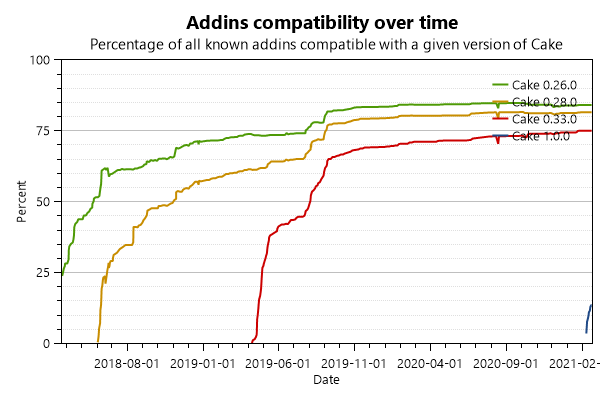 Addins compatibility over time
Percentage of all known addins compatible with a given version of Cake
100
75
50
25
0
Percent
Cake 0.26.0
Cake 0.28.0
Cake 0.33.0
Cake 1.0.0
2018-08-01 2019-01-01 2019-06-01 2019-11-01 2020-04-01 2020-09-01 2021-02-
Date